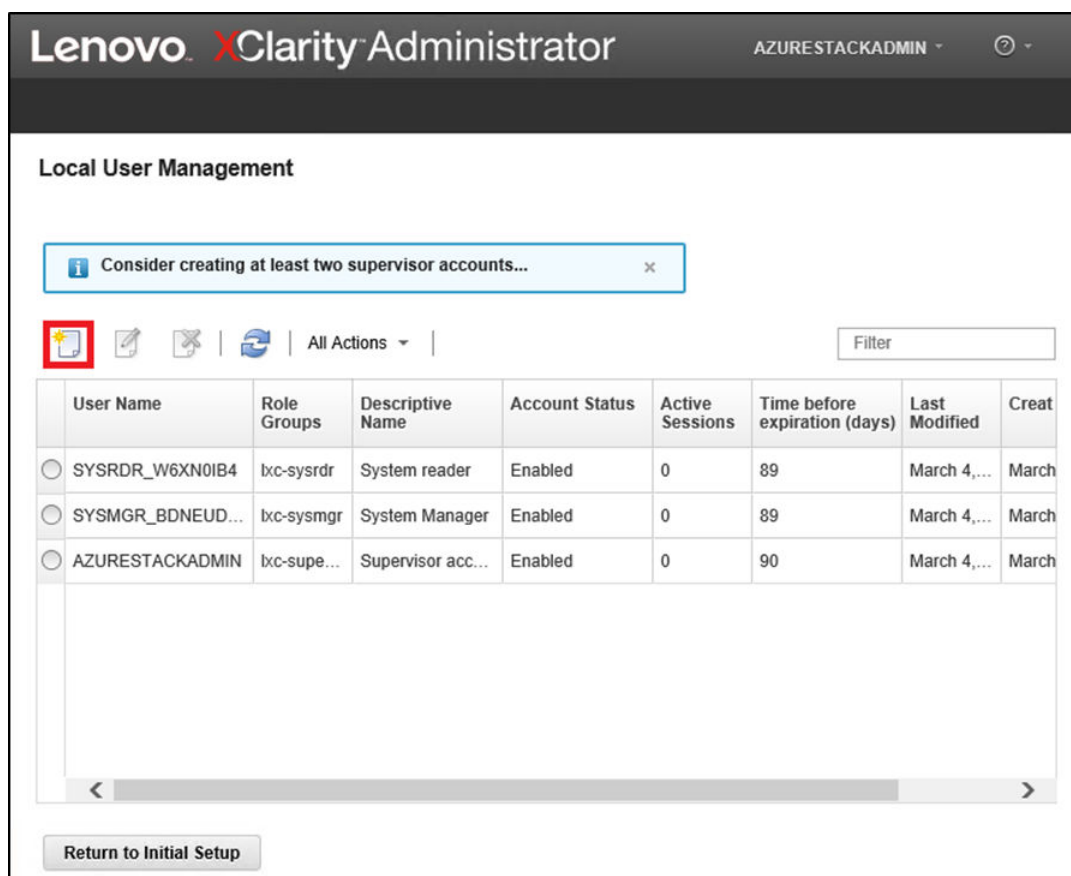 Lenovo. XClarity Administrator
AZURESTACKADMIN
Local User Management
Consider creating at least two supervisor accounts...
All Actions
Filter
User Name Role Groups Descriptive Name Account Status Active Sessions Time before expiration (days) Last Modified Creat
SYSRDR_W6XN0IB4 lxc-sysrdr System reader Enabled 0 89 March 4,... March
SYSMGR_BDNEUD... lxc-sysmgr System Manager Enabled 0 89 March 4,... March
AZURESTACKADMIN lxc-supe... Supervisor acc... Enabled 0 90 March 4,... March
Return to Initial Setup